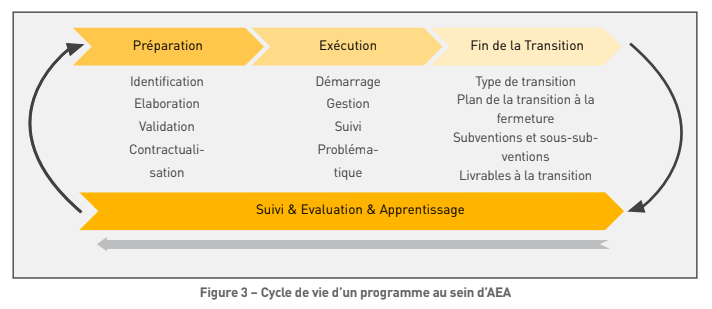 Préparation
Exécution
Fin de la Transition
Identification
Elaboration
Validation
Contractuali-
sation
Démarrage
Gestion
Suivi
Probléma-
tique
Type de transition
Plan de la transition à la
fermeture
Subventions et sous-sub-
ventions
Livrables à la transition
Suivi & Evaluation & Apprentissage
Figure 3 – Cycle de vie d'un programme au sein d'AEA